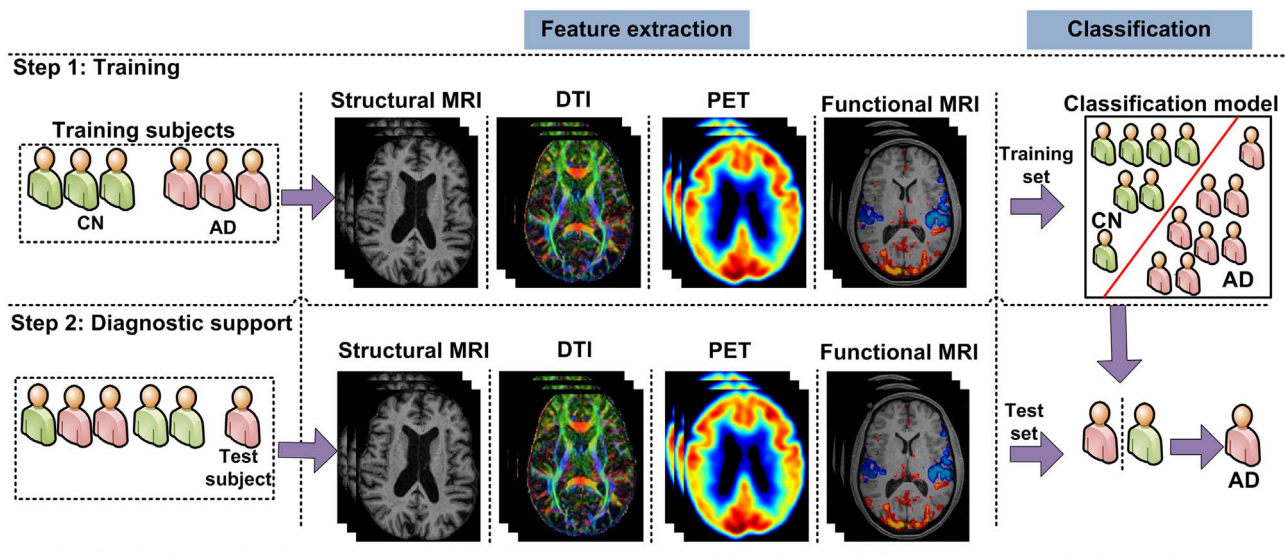 Feature extraction
Classification
Step 1: Training
Structural MRI
DTI
PET
Functional MRI
Classification model
Training subjects
CN
AD
Training
set
CN
AD
Step 2: Diagnostic support
Structural MRI
DTI
PET
Functional MRI
Test
subject
Test
set
AD